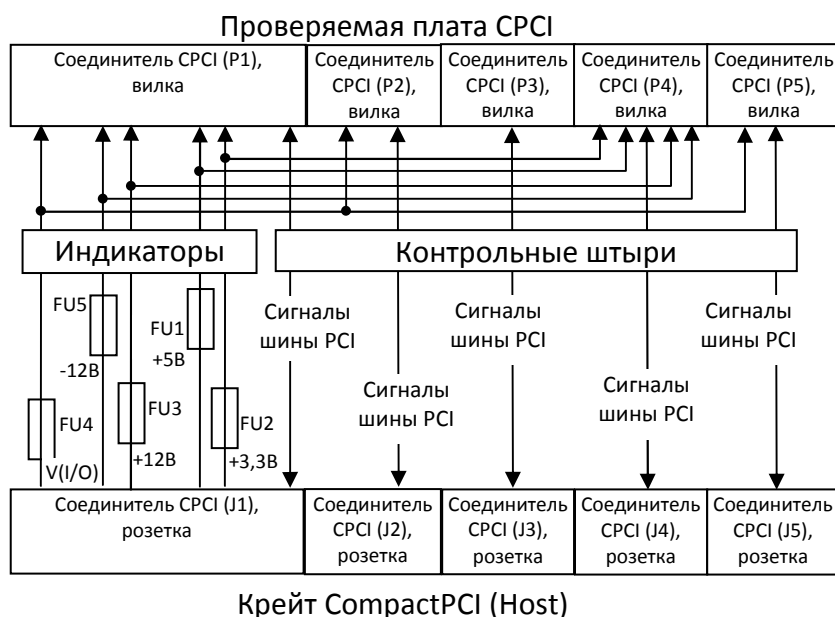 Проверяемая плата CPCI
Соединитель CPCI (P1),
вилка
Соединитель
CPCI (P2),
вилка
Соединитель
CPCI (P3),
вилка
Соединитель
CPCI (P4),
вилка
Соединитель
CPCI (P5),
вилка
Индикаторы
Контрольные штыри
FU5
-12В
FU1
+5В
FU4
V(I/O)
FU3
+12В
FU2
+3,3В
Сигналы
шины PCI
Сигналы
шины PCI
Сигналы
шины PCI
Сигналы
шины PCI
Сигналы
шины PCI
Соединитель CPCI (J1),
розетка
Соединитель
CPCI (J2),
розетка
Соединитель
CPCI (J3),
розетка
Соединитель
CPCI (J4),
розетка
Соединитель
CPCI (J5),
розетка
Крейт CompactPCI (Host)